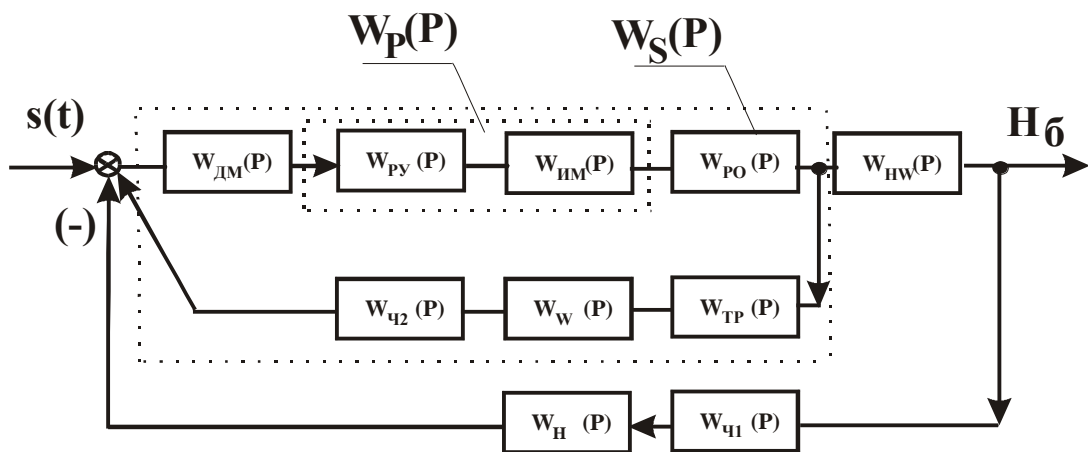 W_P(P) W_S(P)
s(t) H_б
W_ДМ(P) W_РУ(P) W_ИМ(P) W_РО(P) W_HW(P)
(-)
W_Ч2 (P) W_W (P) W_ТР (P)
W_H (P) W_Ч1 (P)